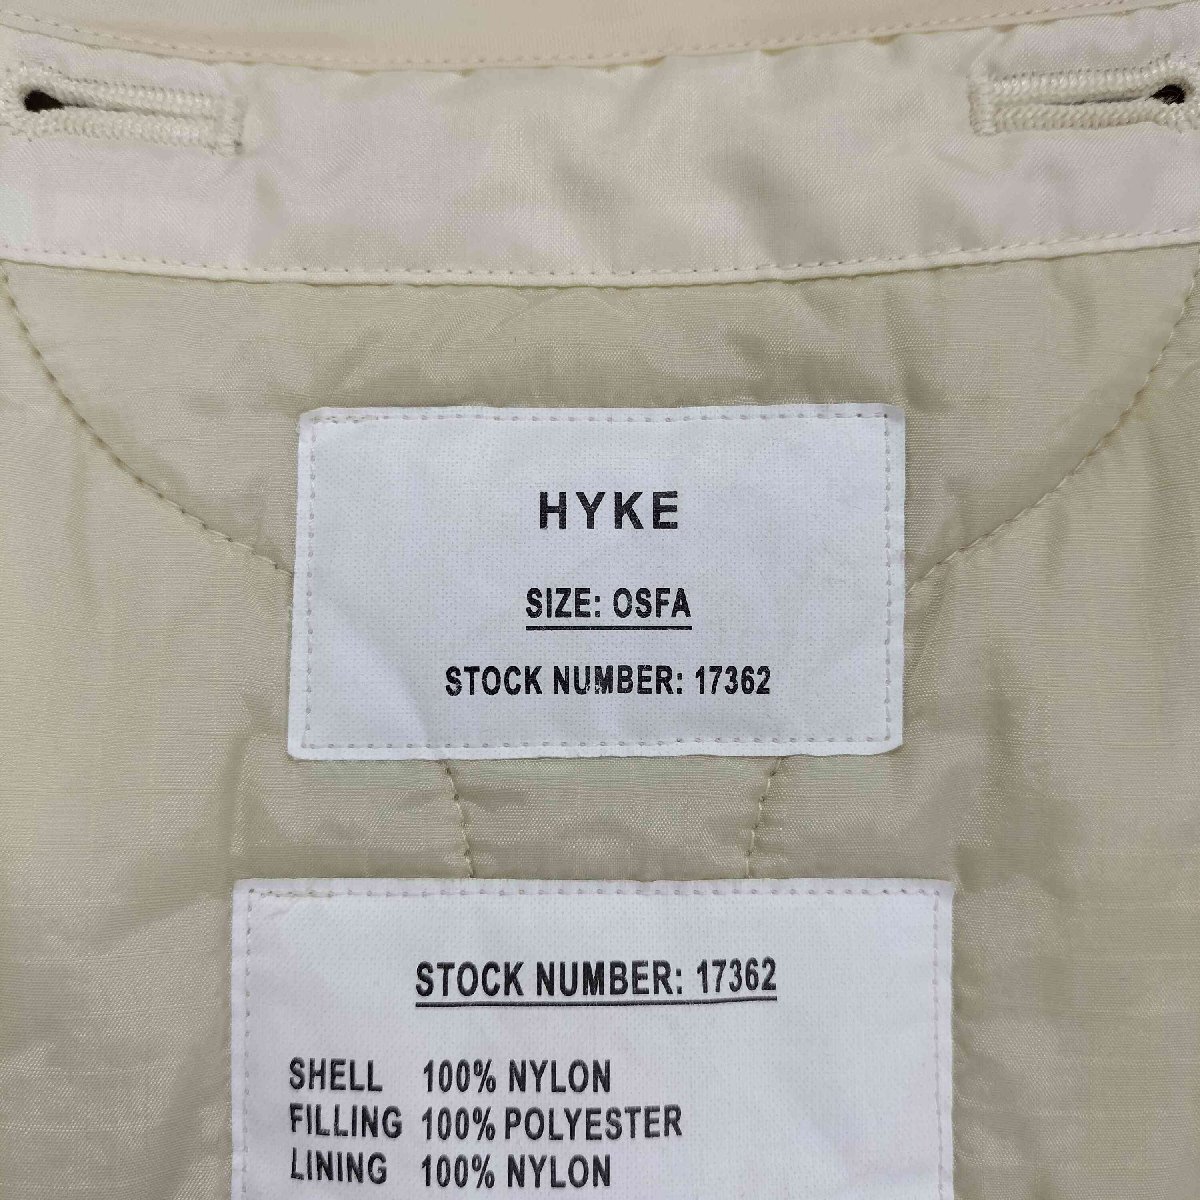 HYKE
SIZE: OSFA
STOCK NUMBER: 17362
STOCK NUMBER: 17362
SHELL 100% NYLON
FILLING 100% POLYESTER
LINING 100% NYLON